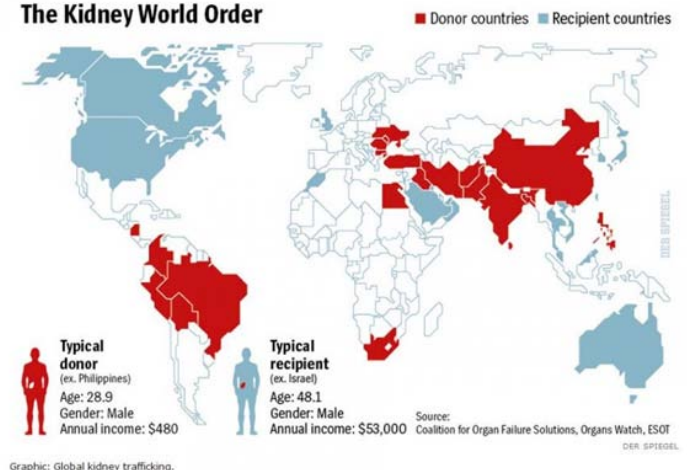 The Kidney World Order
Donor countries
Recipient countries
DER SPIEGEL
Typical
donor
(ex. Philippines)
Age: 28.9
Gender: Male
Annual income: $480
Typical
recipient
(ex. Israel)
Age: 48.1
Gender: Male
Annual income: $53,000
Source:
Coalition for Organ Failure Solutions, Organs Watch, ESOT
DER SPIEGEL
Graphic: Global kidney trafficking.